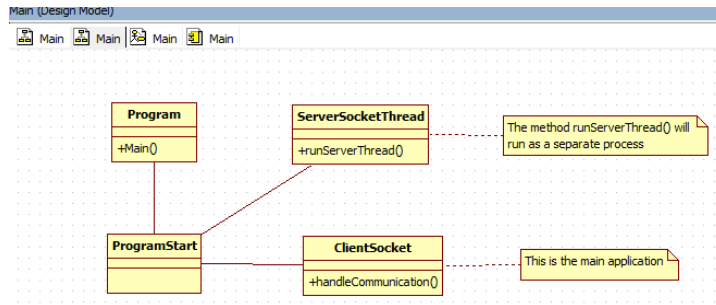 Main (Design Model)
Main Main Main Main
Program
+Main()
ServerSocketThread
+runServerThread()
The method runServerThread() will
run as a separate process
ProgramStart
ClientSocket
+handleCommunication()
This is the main application